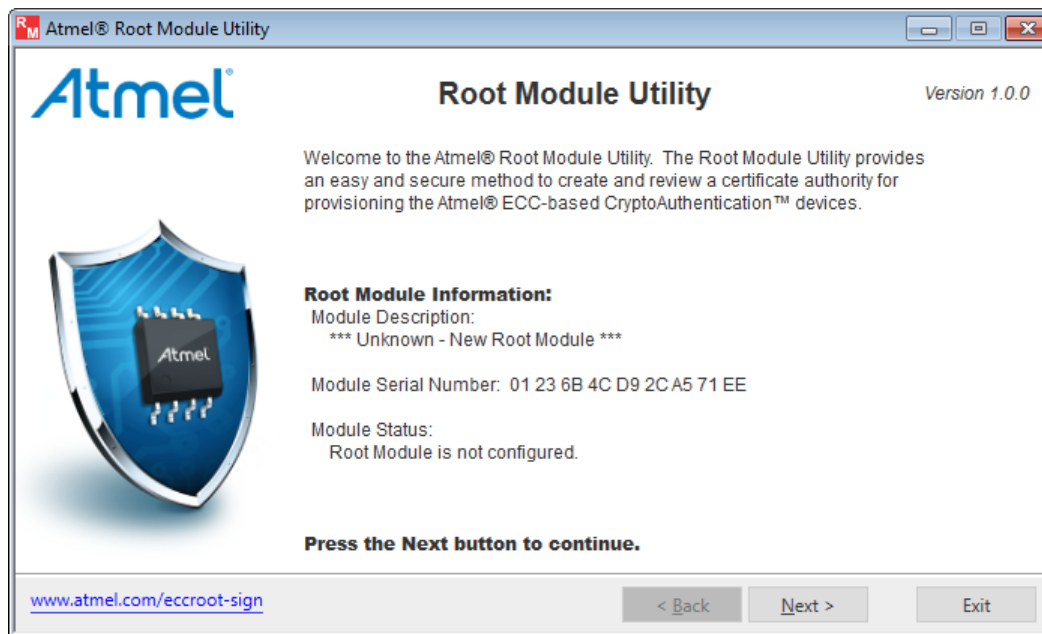 RM Atmel® Root Module Utility
Atmel®
Root Module Utility
Version 1.0.0
Welcome to the Atmel® Root Module Utility. The Root Module Utility provides
an easy and secure method to create and review a certificate authority for
provisioning the Atmel® ECC-based CryptoAuthentication™ devices.
Atmel
Root Module Information:
Module Description:
*** Unknown - New Root Module ***
Module Serial Number: 01 23 6B 4C D9 2C A5 71 EE
Module Status:
Root Module is not configured.
Press the Next button to continue.
www.atmel.com/eccroot-sign
< Back
Next >
Exit